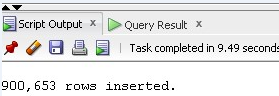 Script Output x Query Result x
Task completed in 9.49 seconds
900,653 rows inserted.